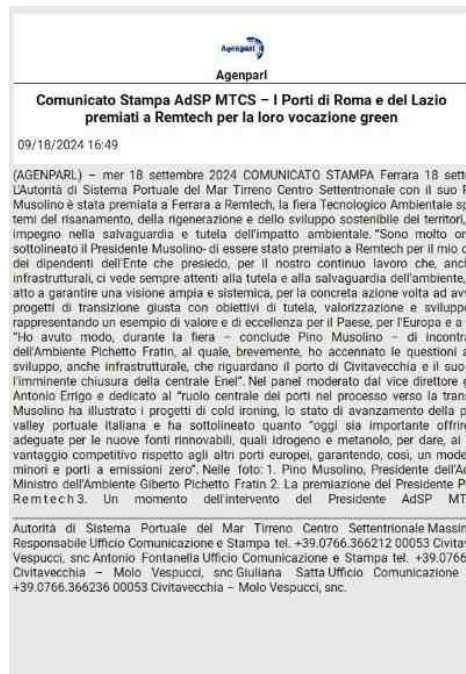 Agenparl
Agenparl
Comunicato Stampa AdSP MTCS – I Porti di Roma e del Lazio
premiati a Remtech per la loro vocazione green
09/18/2024 16:49
(AGENPARL) – mer 18 settembre 2024 COMUNICATO STAMPA Ferrara 18 sette
L'Autorità di Sistema Portuale del Mar Tirreno Centro Settentrionale con il suo P
Musolino è stata premiata a Ferrara a Remtech, la fiera Tecnologico Ambientale sp
temi del risanamento, della rigenerazione e dello sviluppo sostenibile dei territori,
impegno nella salvaguardia e tutela dell'impatto ambientale. "Sono molto or
sottolineato il Presidente Musolino- di essere stato premiato a Remtech per il mio c
dei dipendenti dell'Ente che presiedo, per il nostro continuo lavoro che, anch
infrastrutturali, ci vede sempre attenti alla tutela e alla salvaguardia dell'ambiente,
atto a garantire una visione ampia e sistemica, per la concreta azione volta ad avv
progetti di transizione giusta con obiettivi di tutela, valorizzazione e sviluppo
rappresentando un esempio di valore e di eccellenza per il Paese, per l'Europa e a
"Ho avuto modo, durante la fiera – conclude Pino Musolino – di incontra
dell'Ambiente Pichetto Fratin, al quale, brevemente, ho accennato le questioni
sviluppo, anche infrastrutturale, che riguardano il porto di Civitavecchia e il suo
l'imminente chiusura della centrale Enel". Nel panel moderato dal vice direttore
Antonio Errigo e dedicato al "ruolo centrale dei porti nel processo verso la trans
Musolino ha illustrato i progetti di cold ironing, lo stato di avanzamento della p
valley portuale italiana e ha sottolineato quanto "oggi sia importante offrire
adeguate per le nuove fonti rinnovabili, quali idrogeno e metanolo, per dare, ai
vantaggio competitivo rispetto agli altri porti europei, garantendo, così, un mode
minori e porti a emissioni zero". Nelle foto: 1. Pino Musolino, Presidente dell'Ad
Ministro dell'Ambiente Gilberto Pichetto Fratin 2. La premiazione del Presidente P
Remtech 3. Un momento dell'intervento del Presidente AdSP MT
Autorità di Sistema Portuale del Mar Tirreno Centro Settentrionale Massim
Responsabile Ufficio Comunicazione e Stampa tel. +39.0766.366212 00053 Civitav
Vespucci, snc Antonio Fontanella Ufficio Comunicazione e Stampa tel. +39.0766
Civitavecchia – Molo Vespucci, snc Giuliana Satta Ufficio Comunicazione
+39.0766.366236 00053 Civitavecchia – Molo Vespucci, snc.